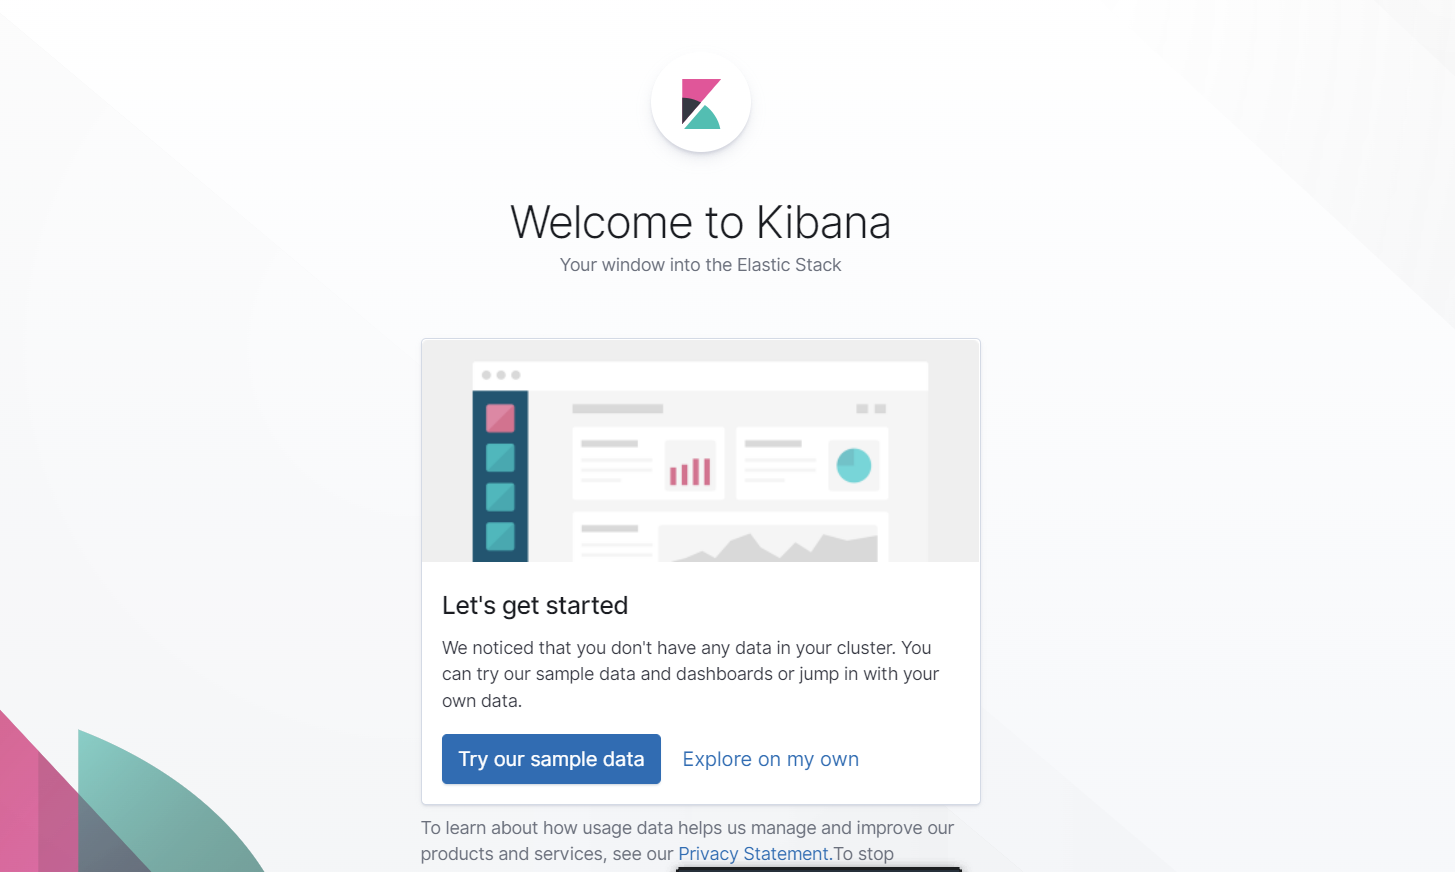 Welcome to Kibana
Your window into the Elastic Stack
Let's get started
We noticed that you don't have any data in your cluster. You
can try our sample data and dashboards or jump in with your
own data.
Try our sample data Explore on my own
To learn about how usage data helps us manage and improve our
products and services, see our Privacy Statement.To stop